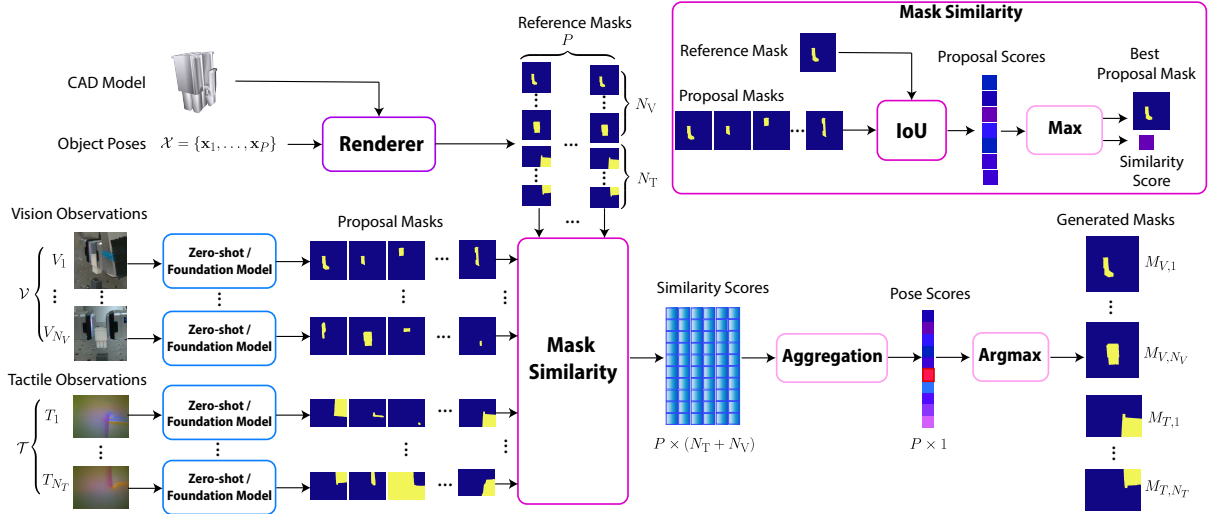 Reference Masks
P
CAD Model
Object Poses
𝒳 = {x₁, . . . , x_P}
Renderer
N_V
N_T
Mask Similarity
Reference Mask
Proposal Masks
IoU
Proposal Scores
Max
Best
Proposal Mask
Similarity
Score
Vision Observations
𝒱
V₁
V_{N_V}
Zero-shot /
Foundation Model
Zero-shot /
Foundation Model
Proposal Masks
Tactile Observations
𝒯
T₁
T_{N_T}
Zero-shot /
Foundation Model
Zero-shot /
Foundation Model
Mask
Similarity
Similarity Scores
P × (N_T + N_V)
Aggregation
Pose Scores
P × 1
Argmax
Generated Masks
M_{V,1}
M_{V,N_V}
M_{T,1}
M_{T,N_T}